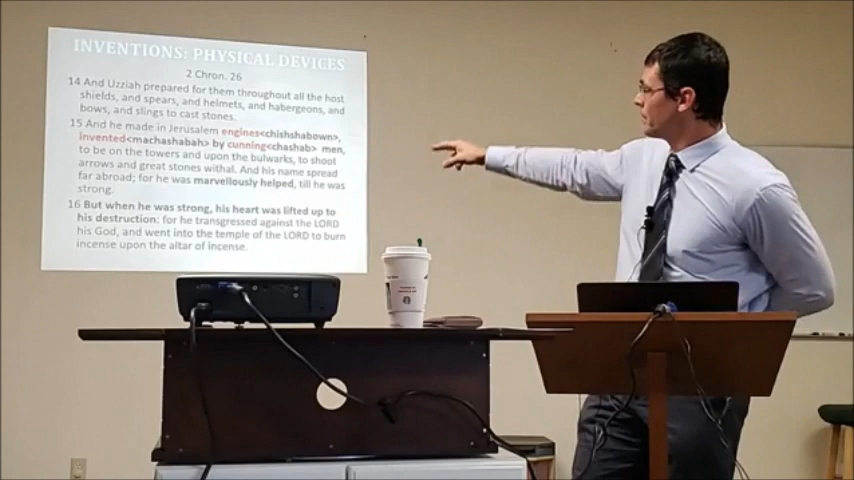 INVENTIONS: PHYSICAL DEVICES
2 Chron. 26
14 And Uzziah prepared for them throughout all the host
shields, and spears, and helmets, and habergeons, and
bows, and slings to cast stones.
15 And he made in Jerusalem engines<chishshabown>,
invented<machashabah> by cunning<chashab> men,
to be on the towers and upon the bulwarks, to shoot
arrows and great stones withal. And his name spread
far abroad; for he was marvellously helped, till he was
strong.
16 But when he was strong, his heart was lifted up to
his destruction: for he transgressed against the LORD
his God, and went into the temple of the LORD to burn
incense upon the altar of incense.